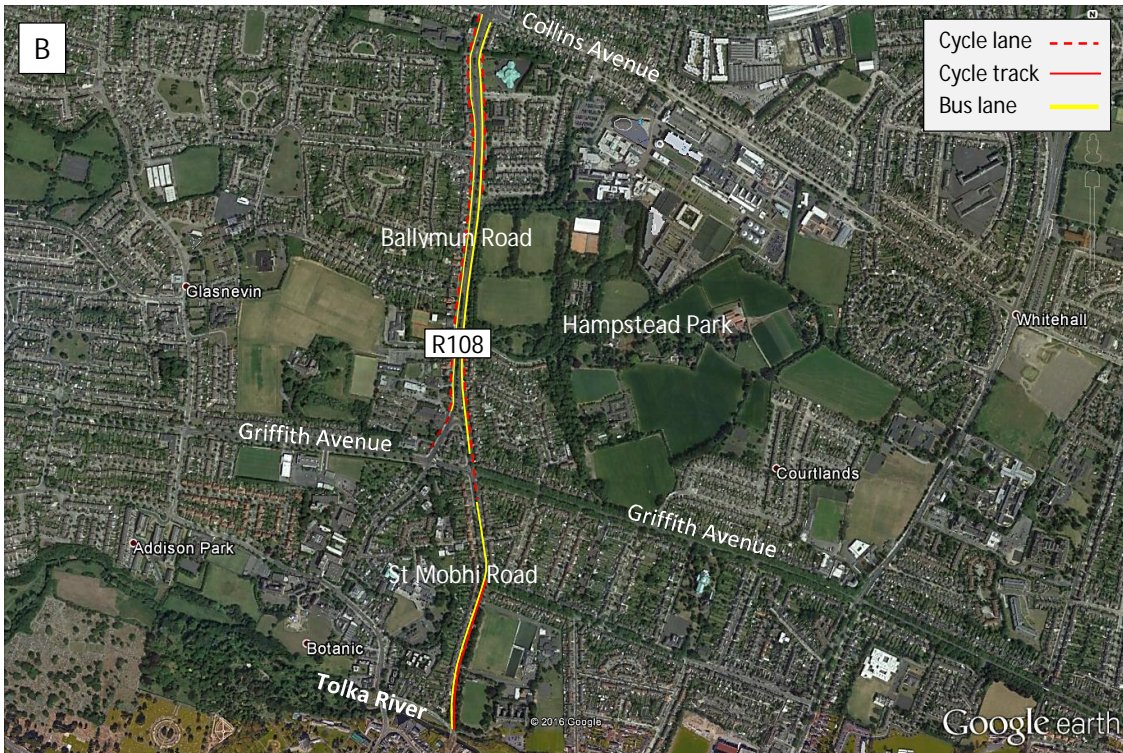 B
Collins Avenue
N
Cycle lane
Cycle track
Bus lane
Ballymun Road
Glasnevin
Hampstead Park
Whitehall
R108
Griffith Avenue
Courtlands
Griffith Avenue
Addison Park
St Mobhi Road
Botanic
Tolka River
© 2016 Google
Google earth